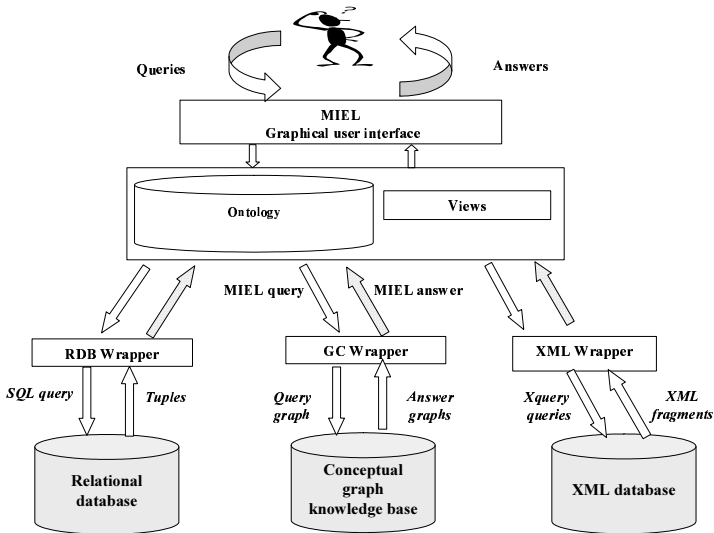 ?
Queries
Answers
MIEL
Graphical user interface
Ontology
Views
MIEL query
MIEL answer
RDB Wrapper
GC Wrapper
XML Wrapper
SQL query
Tuples
Query
graph
Answer
graphs
Xquery
queries
XML
fragments
Relational
database
Conceptual
graph
knowledge base
XML database